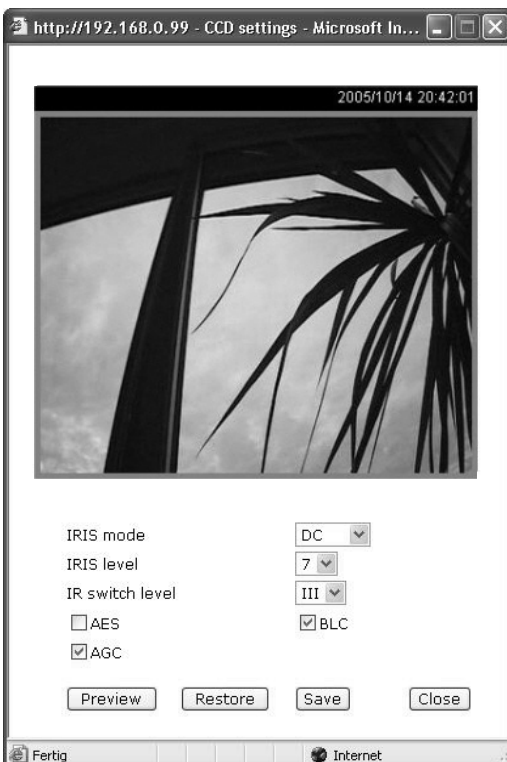 http://192.168.0.99 - CCD settings - Microsoft In...
2005/10/14 20:42:01
IRIS mode DC
IRIS level 7
IR switch level III
AES BLC
AGC
Preview Restore Save Close
Fertig Internet